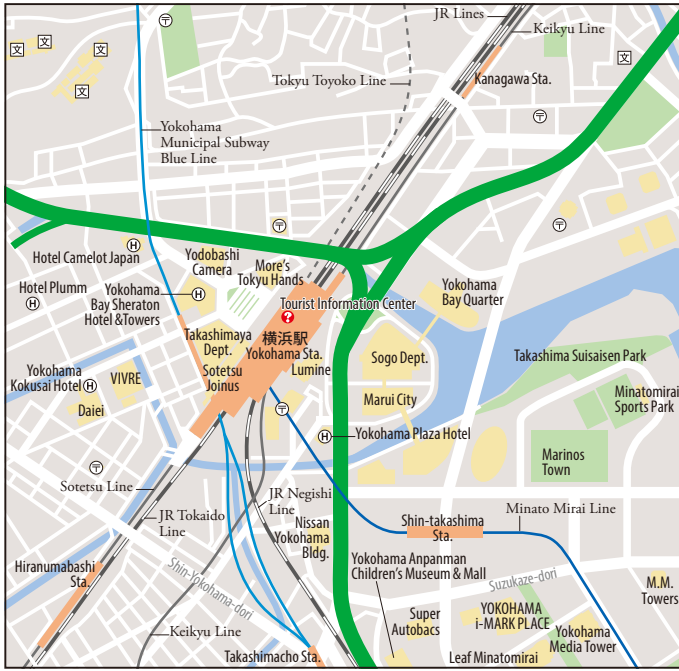 JR Lines
Keikyu Line
〒
文
文
文
文
文
Tokyu Toyoko Line
Kanagawa Sta.
〒
Yokohama
Municipal Subway
Blue Line
〒
〒
H
Hotel Camelot Japan
Yodobashi
Camera
More's
Tokyu Hands
Hotel Plumm
H
Yokohama
Bay Sheraton
Hotel &Towers
H
Yokohama
Bay Quarter
Tourist Information Center
?
横浜駅
Yokohama Sta.
Takashimaya
Dept.
Sotetsu
Joinus
Lumine
Sogo Dept.
Takashima Suisaisen Park
Yokohama
Kokusai Hotel
H
VIVRE
Daiei
Marui City
Minatomirai
Sports Park
〒
H
Yokohama Plaza Hotel
Marinos
Town
〒
Sotetsu Line
JR Tokaido
Line
JR Negishi
Line
Nissan
Yokohama
Bldg.
Shin-takashima
Sta.
Minato Mirai Line
Hiranumabashi
Sta.
Shin-Yokohama-dori
Yokohama Anpanman
Children's Museum & Mall
Suzukaze-dori
M.M.
Towers
Super
Autobacs
YOKOHAMA
i-MARK PLACE
Yokohama
Media Tower
Keikyu Line
Takashimacho Sta.
Leaf Minatomirai